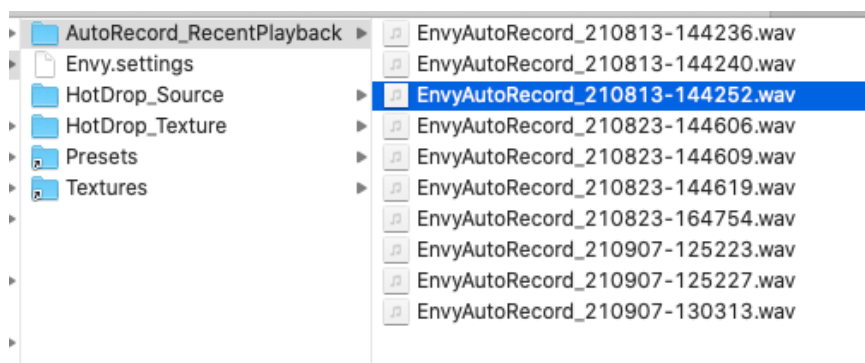 AutoRecord_RecentPlayback
Envy.settings
HotDrop_Source
HotDrop_Texture
Presets
Textures
EnvyAutoRecord_210813-144236.wav
EnvyAutoRecord_210813-144240.wav
EnvyAutoRecord_210813-144252.wav
EnvyAutoRecord_210823-144606.wav
EnvyAutoRecord_210823-144609.wav
EnvyAutoRecord_210823-144619.wav
EnvyAutoRecord_210823-164754.wav
EnvyAutoRecord_210907-125223.wav
EnvyAutoRecord_210907-125227.wav
EnvyAutoRecord_210907-130313.wav